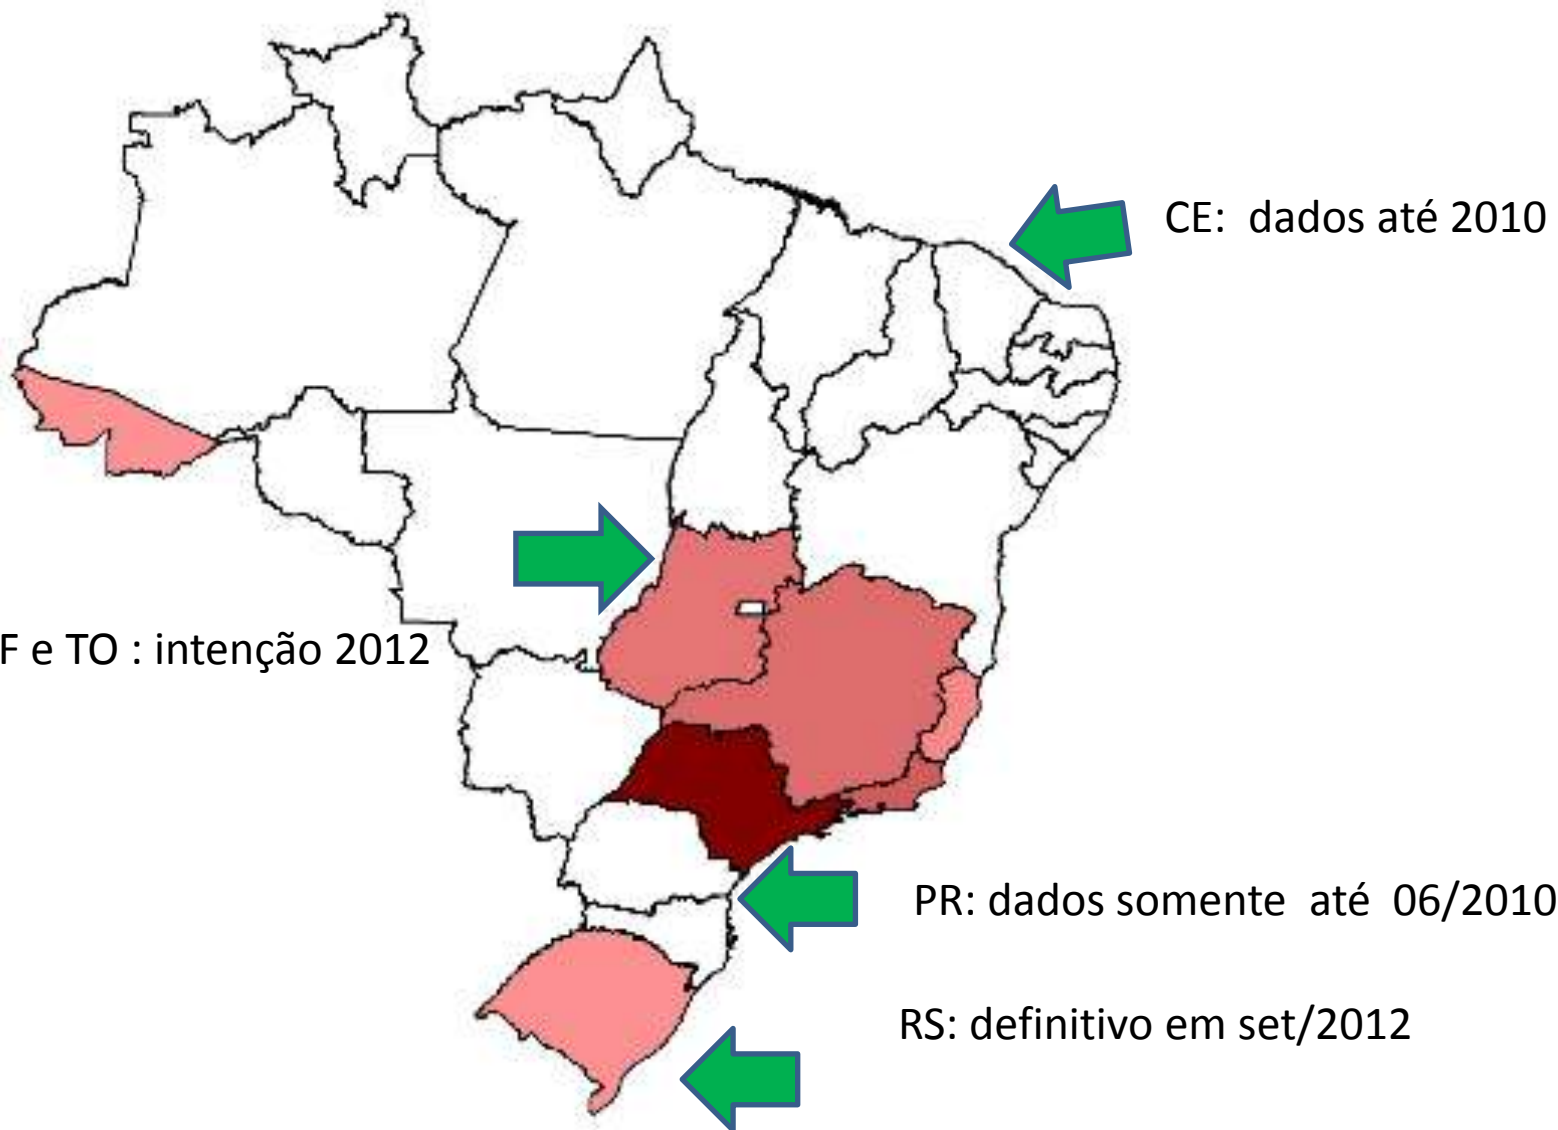 CE: dados até 2010
F e TO : intenção 2012
PR: dados somente até 06/2010
RS: definitivo em set/2012